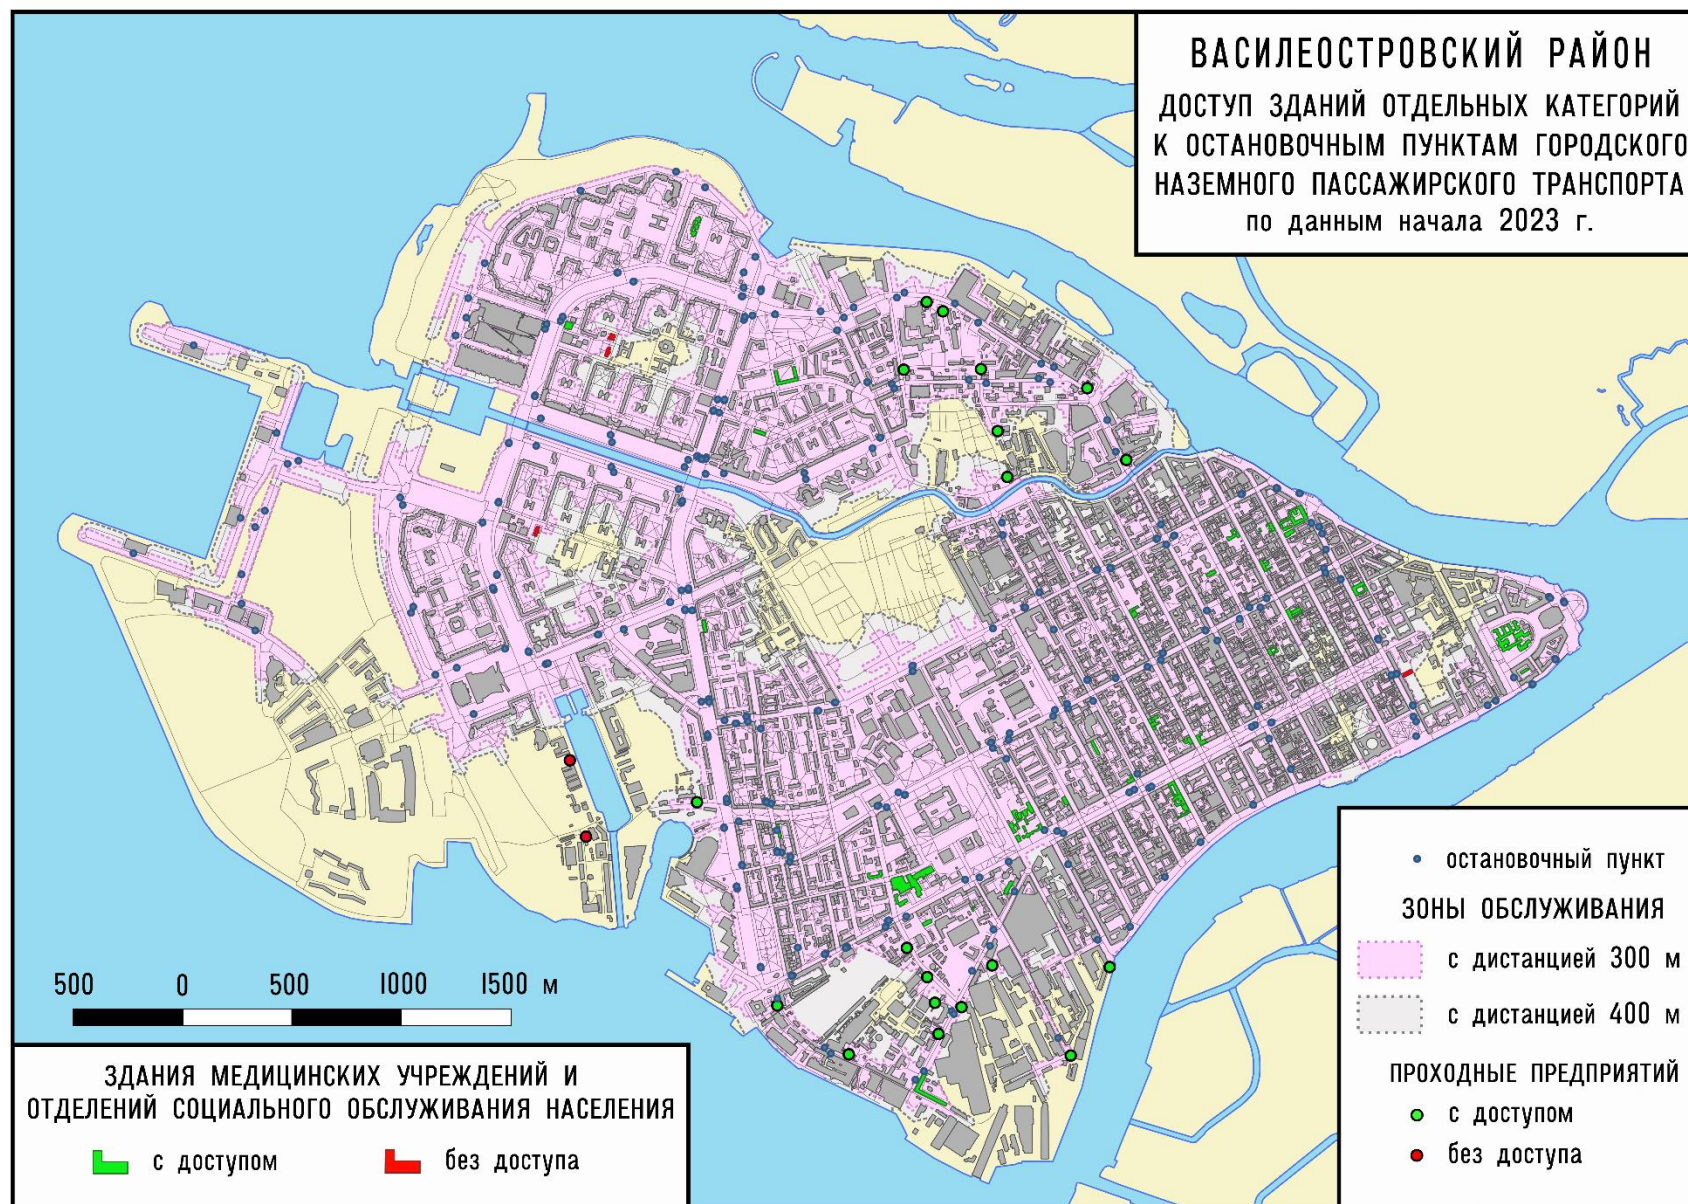 ВАСИЛЕОСТРОВСКИЙ РАЙОН
ДОСТУП ЗДАНИЙ ОТДЕЛЬНЫХ КАТЕГОРИЙ
К ОСТАНОВОЧНЫМ ПУНКТАМ ГОРОДСКОГО
НАЗЕМНОГО ПАССАЖИРСКОГО ТРАНСПОРТА
по данным начала 2023 г.
остановочный пункт
ЗОНЫ ОБСЛУЖИВАНИЯ
с дистанцией 300 м
с дистанцией 400 м
ПРОХОДНЫЕ ПРЕДПРИЯТИЙ
с доступом
без доступа
500 0 500 1000 1500 м
ЗДАНИЯ МЕДИЦИНСКИХ УЧРЕЖДЕНИЙ И
ОТДЕЛЕНИЙ СОЦИАЛЬНОГО ОБСЛУЖИВАНИЯ НАСЕЛЕНИЯ
с доступом без доступа